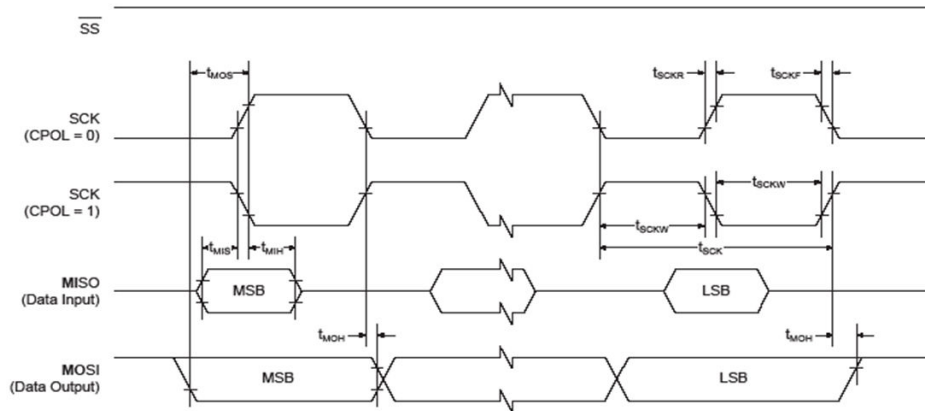 SS
tMOS
tSCKR
tSCKF
SCK
(CPOL = 0)
SCK
(CPOL = 1)
tSCKW
tSCKW
tMIS
tMIH
tSCK
MISO
(Data Input)
MSB
LSB
tMOH
tMOH
MOSI
(Data Output)
MSB
LSB